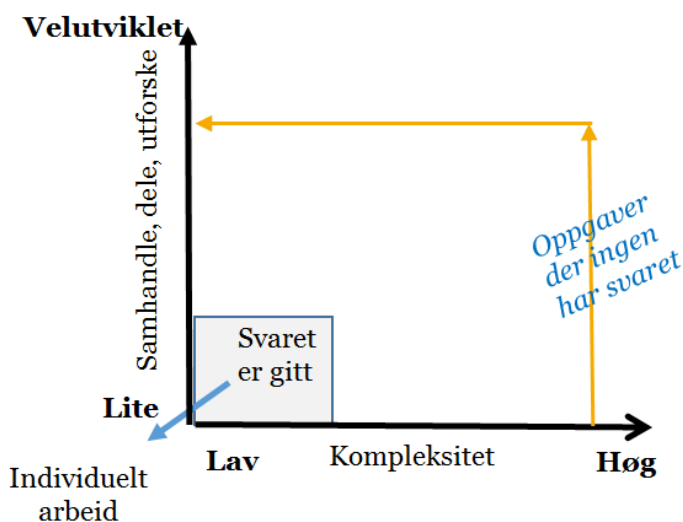 Velutviklet
Samhandle, dele, utforske
Oppgaver
der ingen
har svaret
Svaret
er gitt
Lite
Lav
Kompleksitet
Høg
Individuelt
arbeid